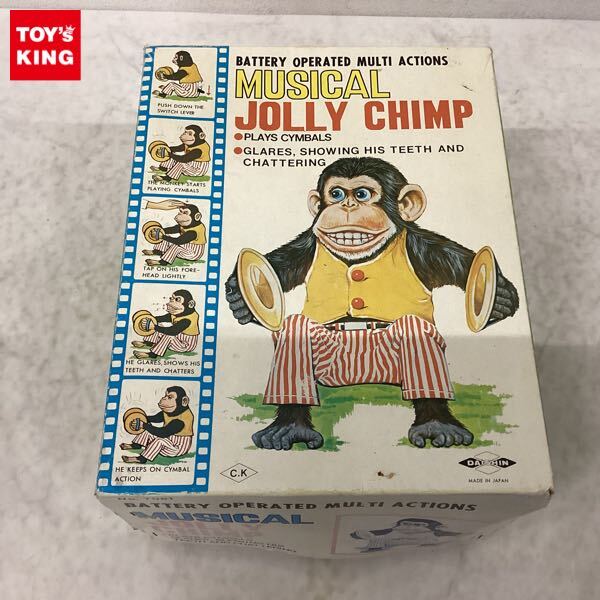 TOY'S
KING
BATTERY OPERATED MULTI ACTIONS
MUSICAL
JOLLY CHIMP
●PLAYS CYMBALS
●GLARES, SHOWING HIS TEETH AND
CHATTERING
PUSH DOWN THE
SWITCH LEVER
THE MONKEY STARTS
PLAYING CYMBALS
TAP ON HIS FORE-
HEAD LIGHTLY
HE GLARES, SHOWS HIS
TEETH AND CHATTERS
HE KEEPS ON CYMBAL
ACTION
C.K
DAISHIN
MADE IN JAPAN
BATTERY OPERATED MULTI ACTIONS
MUSICAL